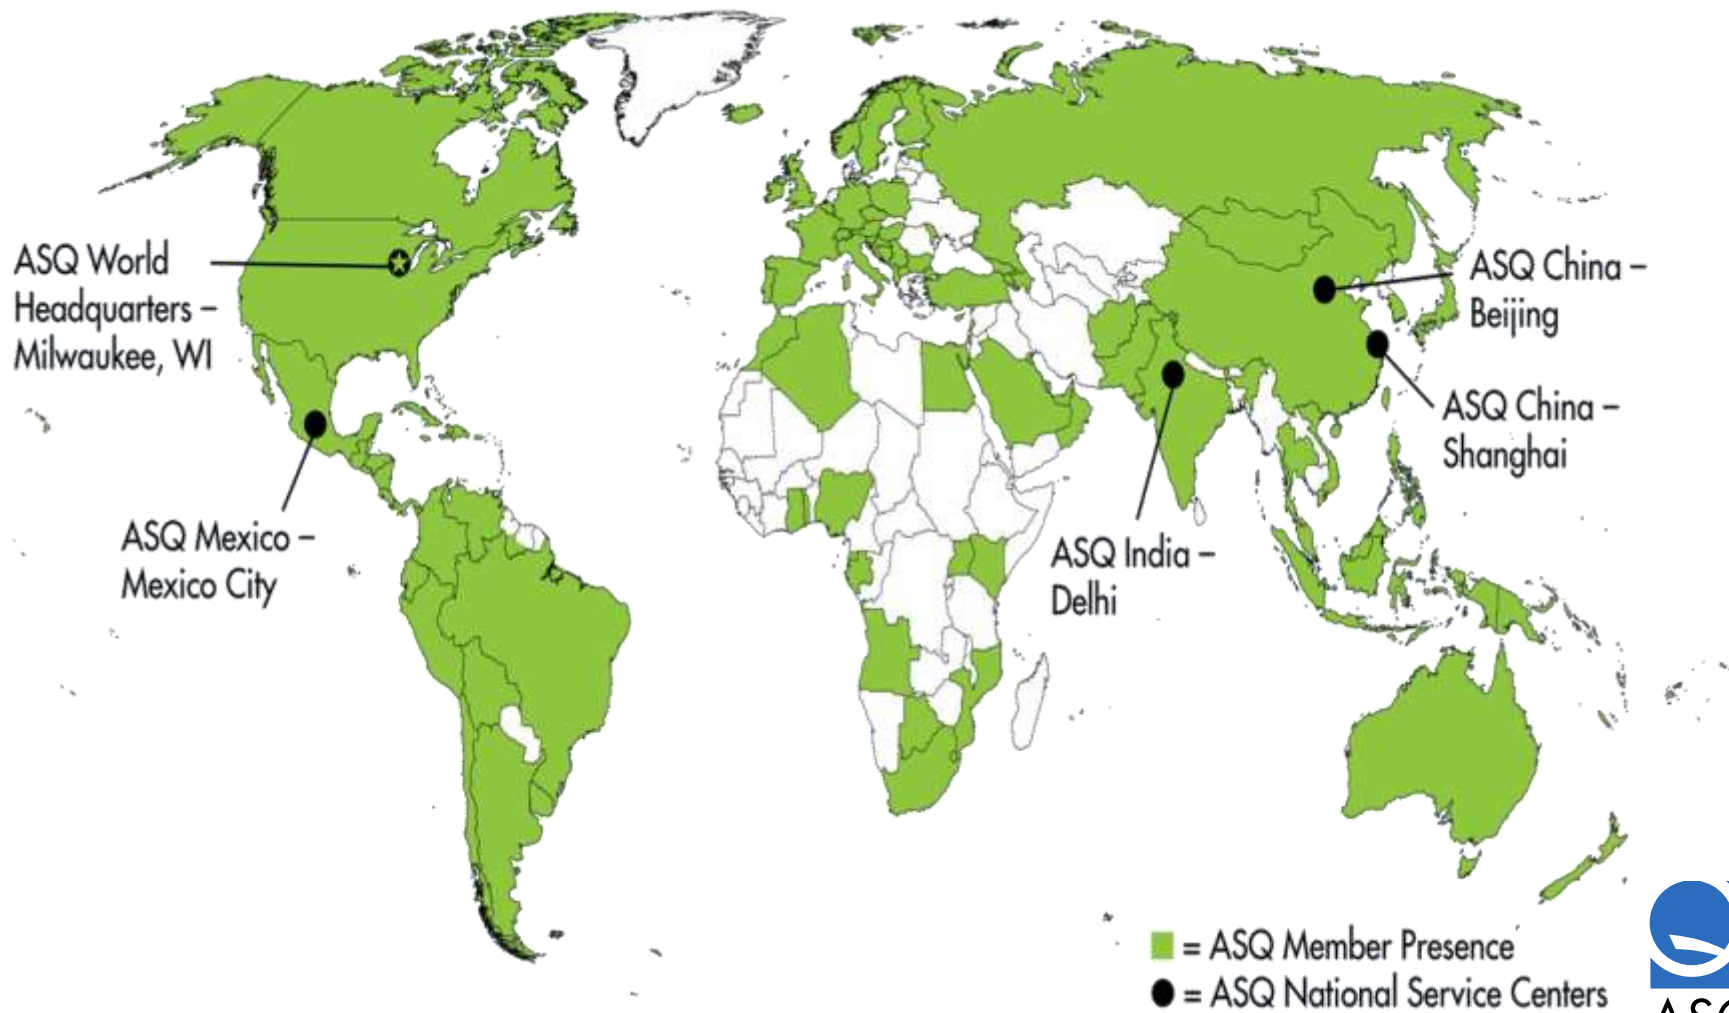 ASQ World
Headquarters –
Milwaukee, WI
ASQ Mexico –
Mexico City
ASQ India –
Delhi
ASQ China –
Beijing
ASQ China –
Shanghai
= ASQ Member Presence
= ASQ National Service Centers